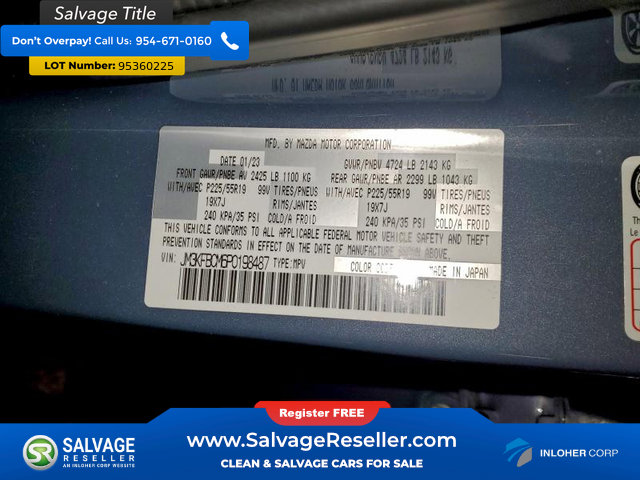 Salvage Title
Don't Overpay! Call Us: 954-671-0160
LOT Number: 95360225
MFD. BY MAZDA MOTOR CORPORATION
DATE 01/23 GVWR/PNBV 4724 LB 2143 KG
FRONT GAWR/PNBE AV 2425 LB 1100 KG REAR GAWR/PNBE AR 2299 LB 1043 KG
WITH/AVEC P225/55R19 99V TIRES/PNEUS WITH/AVEC P225/55R19 99V TIRES/PNEUS
19X7J RIMS/JANTES 19X7J RIMS/JANTES
240 KPA/35 PSI COLD/A FROID 240 KPA/35 PSI COLD/A FROID
THIS VEHICLE CONFORMS TO ALL APPLICABLE FEDERAL MOTOR VEHICLE SAFETY AND THEFT
PREVENTION STANDARDS IN EFFECT ON THE DATE OF MANUFACTURE SHOWN ABOVE.
VIN: JM3KFBCM6P0198487 TYPE:MPV COLOR MADE IN JAPAN
Register FREE
SALVAGE
RESELLER
AN INLOHER CORP WEBSITE
www.SalvageReseller.com
CLEAN & SALVAGE CARS FOR SALE
INLOHER CORP